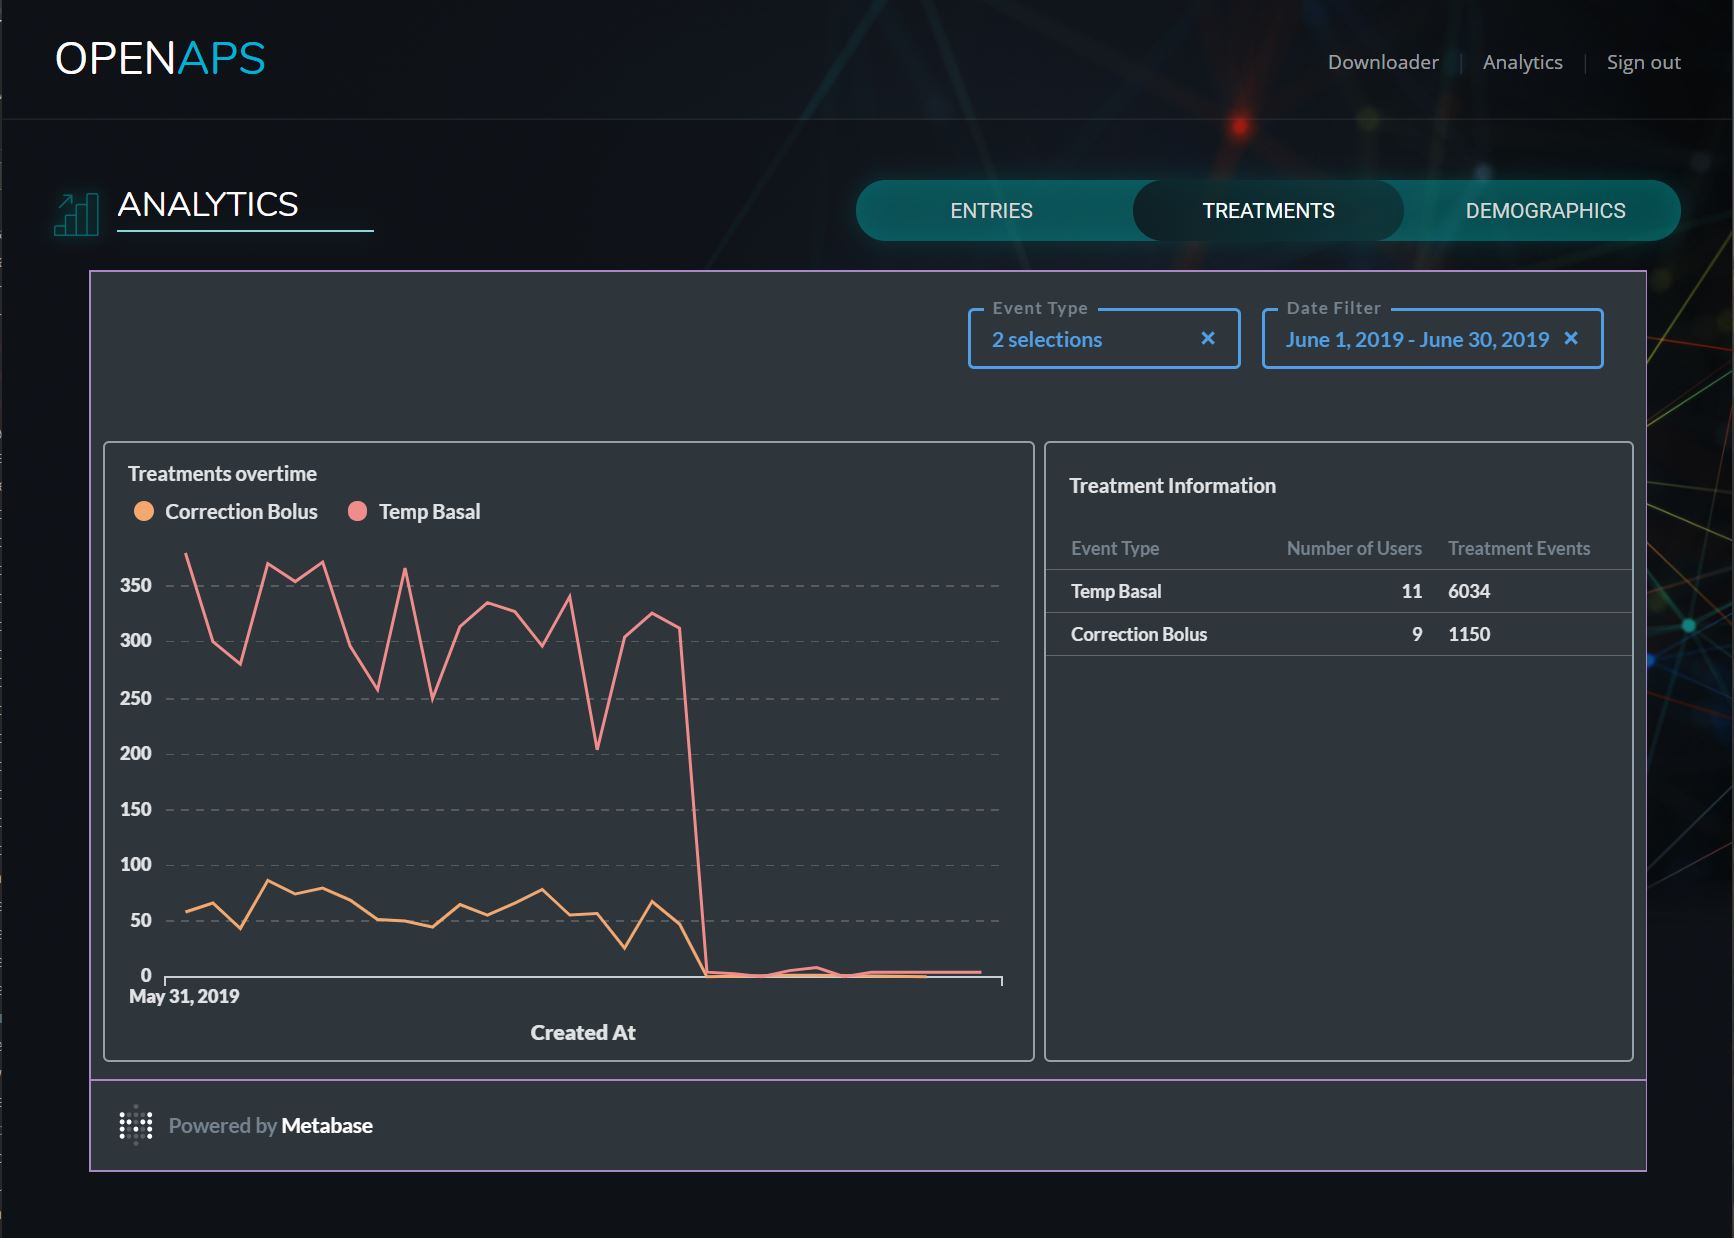 OPENAPS
Downloader
Analytics
Sign out
ANALYTICS
ENTRIES
TREATMENTS
DEMOGRAPHICS
Event Type
2 selections ×
Date Filter
June 1, 2019 - June 30, 2019 ×
Treatments overtime
Correction Bolus
Temp Basal
350
300
250
200
150
100
50
0
May 31, 2019
Created At
Treatment Information
Event Type Number of Users Treatment Events
Temp Basal 11 6034
Correction Bolus 9 1150
Powered by Metabase